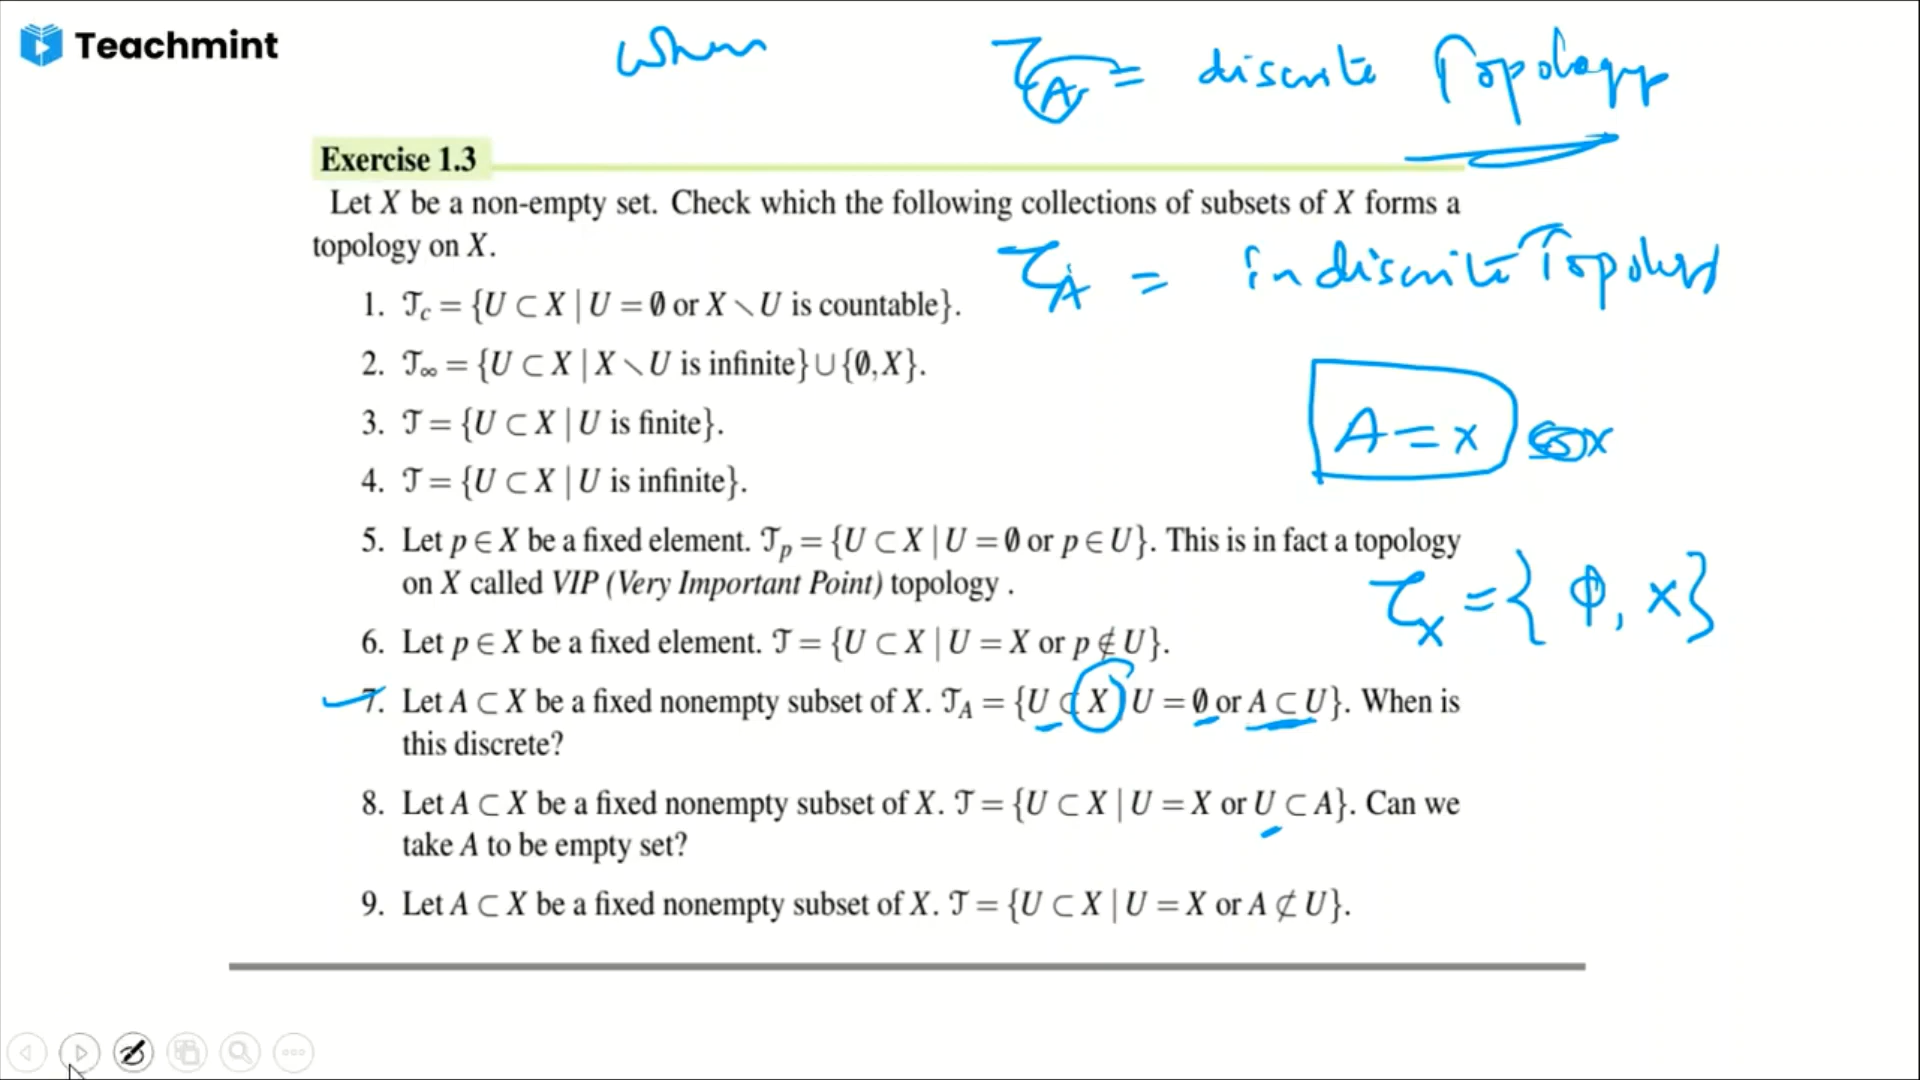 Teachmint
when
τ_A = discrite Topology
Exercise 1.3
Let X be a non-empty set. Check which the following collections of subsets of X forms a
topology on X.
τ_A = indiscrite Topology
1. 𝒯_c = {U ⊂ X | U = ∅ or X ∖ U is countable}.
2. 𝒯_∞ = {U ⊂ X | X ∖ U is infinite} ∪ {∅, X}.
3. 𝒯 = {U ⊂ X | U is finite}.
A = x
4. 𝒯 = {U ⊂ X | U is infinite}.
5. Let p ∈ X be a fixed element. 𝒯_p = {U ⊂ X | U = ∅ or p ∈ U}. This is in fact a topology
on X called VIP (Very Important Point) topology .
τ_x = {ϕ, x}
6. Let p ∈ X be a fixed element. 𝒯 = {U ⊂ X | U = X or p ∉ U}.
7. Let A ⊂ X be a fixed nonempty subset of X. 𝒯_A = {U ⊂ X | U = ∅ or A ⊂ U}. When is
this discrete?
8. Let A ⊂ X be a fixed nonempty subset of X. 𝒯 = {U ⊂ X | U = X or U ⊂ A}. Can we
take A to be empty set?
9. Let A ⊂ X be a fixed nonempty subset of X. 𝒯 = {U ⊂ X | U = X or A ⊄ U}.